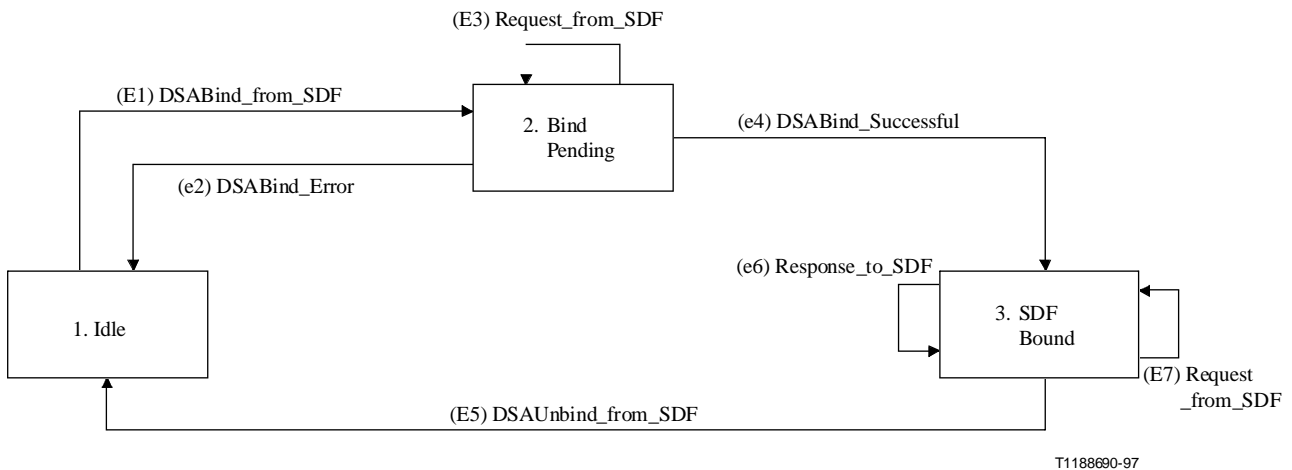 (E3) Request_from_SDF
(E1) DSABind_from_SDF
2. Bind
Pending
(e4) DSABind_Successful
(e2) DSABind_Error
(e6) Response_to_SDF
1. Idle
3. SDF
Bound
(E7) Request
_from_SDF
(E5) DSAUnbind_from_SDF
T1188690-97